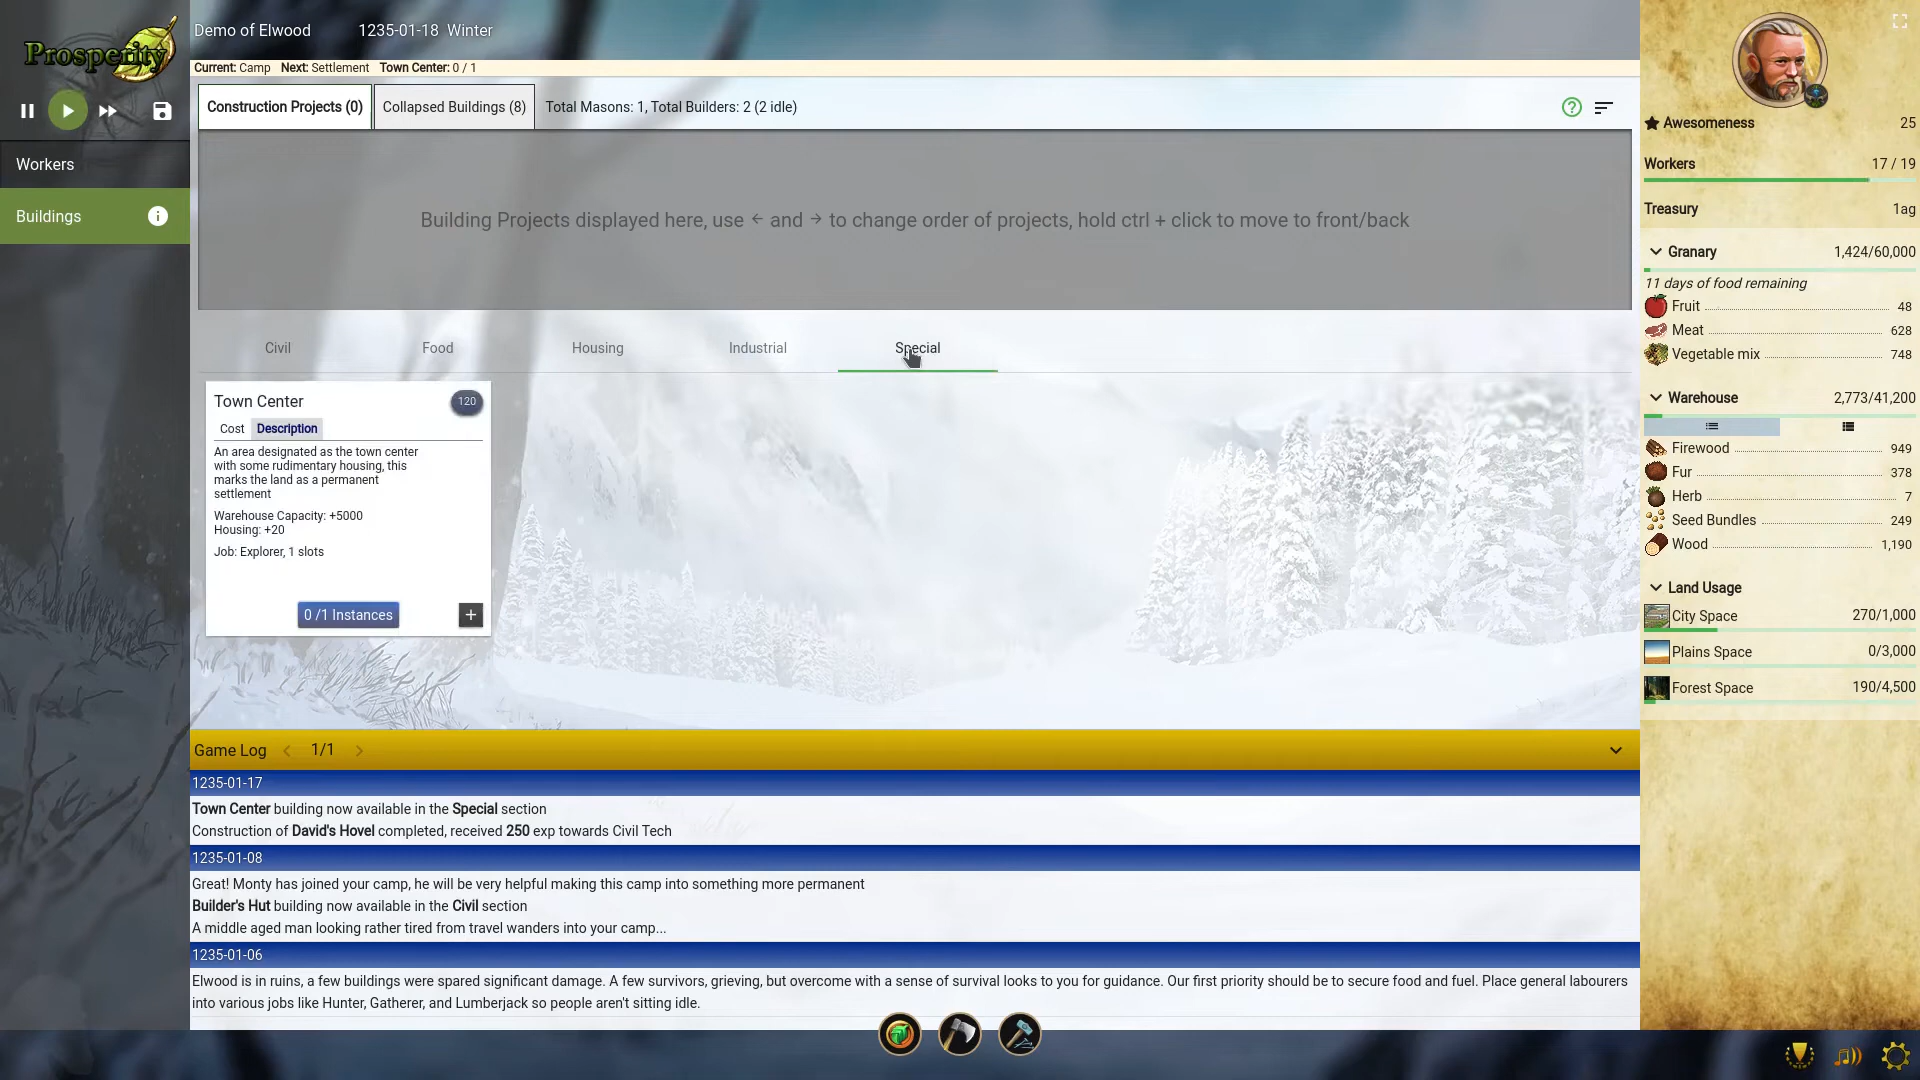 Prosperity
Demo of Elwood 1235-01-18 Winter
Current: Camp Next: Settlement Town Center: 0 / 1
Construction Projects (0) Collapsed Buildings (8) Total Masons: 1, Total Builders: 2 (2 idle)
Workers
Buildings
Building Projects displayed here, use ← and → to change order of projects, hold ctrl + click to move to front/back
Civil Food Housing Industrial Special
Town Center 120
Cost Description
An area designated as the town center
with some rudimentary housing, this
marks the land as a permanent
settlement
Warehouse Capacity: +5000
Housing: +20
Job: Explorer, 1 slots
0 /1 Instances +
Game Log 1/1
1235-01-17
Town Center building now available in the Special section
Construction of David's Hovel completed, received 250 exp towards Civil Tech
1235-01-08
Great! Monty has joined your camp, he will be very helpful making this camp into something more permanent
Builder's Hut building now available in the Civil section
A middle aged man looking rather tired from travel wanders into your camp...
1235-01-06
Elwood is in ruins, a few buildings were spared significant damage. A few survivors, grieving, but overcome with a sense of survival looks to you for guidance. Our first priority should be to secure food and fuel. Place general labourers
into various jobs like Hunter, Gatherer, and Lumberjack so people aren't sitting idle.
Awesomeness 25
Workers 17 / 19
Treasury 1ag
Granary 1,424/60,000
11 days of food remaining
Fruit 48
Meat 628
Vegetable mix 748
Warehouse 2,773/41,200
Firewood 949
Fur 378
Herb 7
Seed Bundles 249
Wood 1,190
Land Usage
City Space 270/1,000
Plains Space 0/3,000
Forest Space 190/4,500